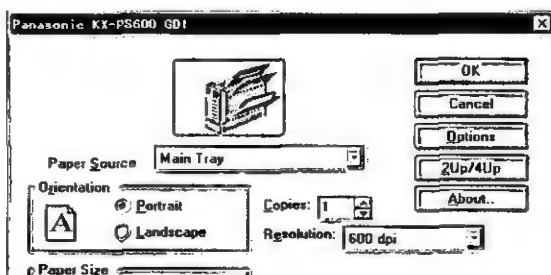 Panasonic KX-PS600 GDI
OK
Cancel
Options
Paper Source Main Tray
2Up/4Up
Orientation
About..
A
Portrait
Copies: 1
Landscape
Resolution: 600 dpi
Paper Size